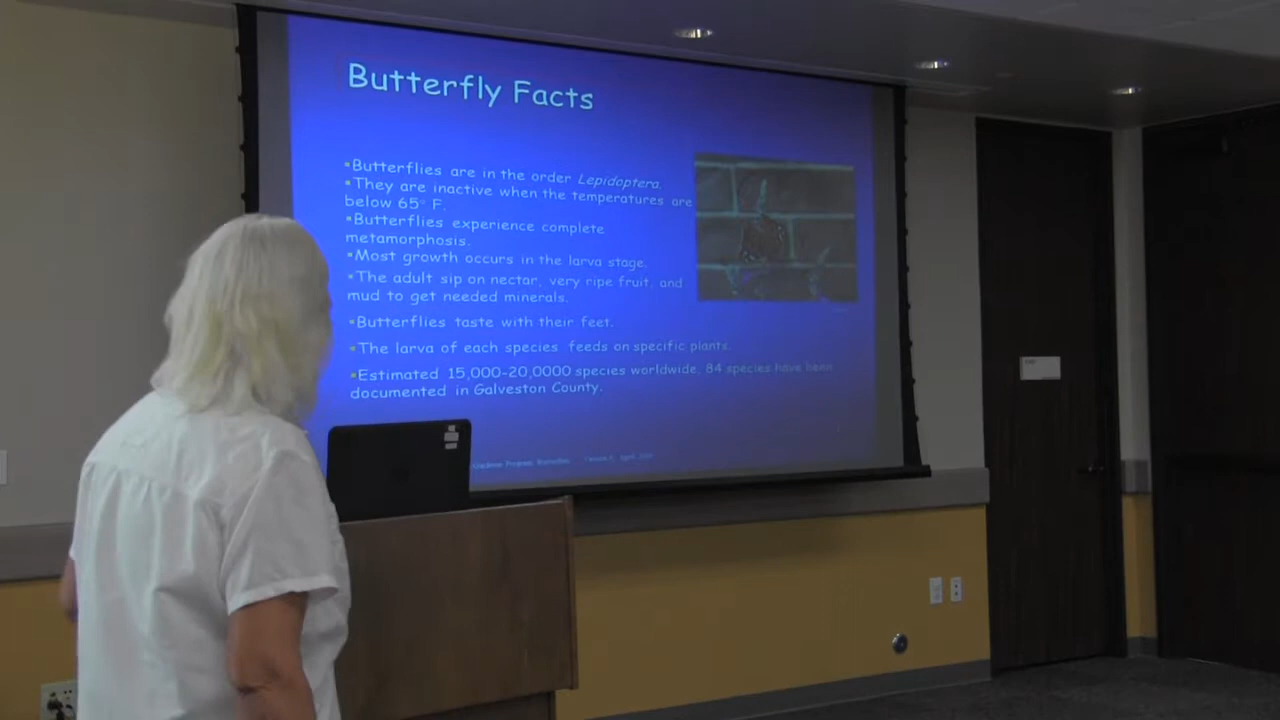 Butterfly Facts
▪Butterflies are in the order Lepidoptera.
▪They are inactive when the temperatures are
below 65° F.
▪Butterflies experience complete
metamorphosis.
▪Most growth occurs in the larva stage.
▪The adult sip on nectar, very ripe fruit, and
mud to get needed minerals.
▪Butterflies taste with their feet.
▪The larva of each species feeds on specific plants.
▪Estimated 15,000-20,0000 species worldwide, 84 species have been
documented in Galveston County.